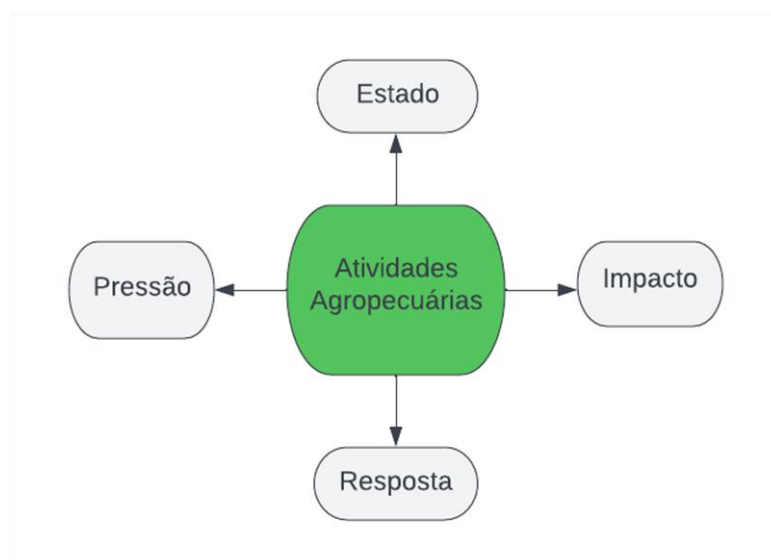 Estado
Pressão
Atividades
Agropecuárias
Impacto
Resposta